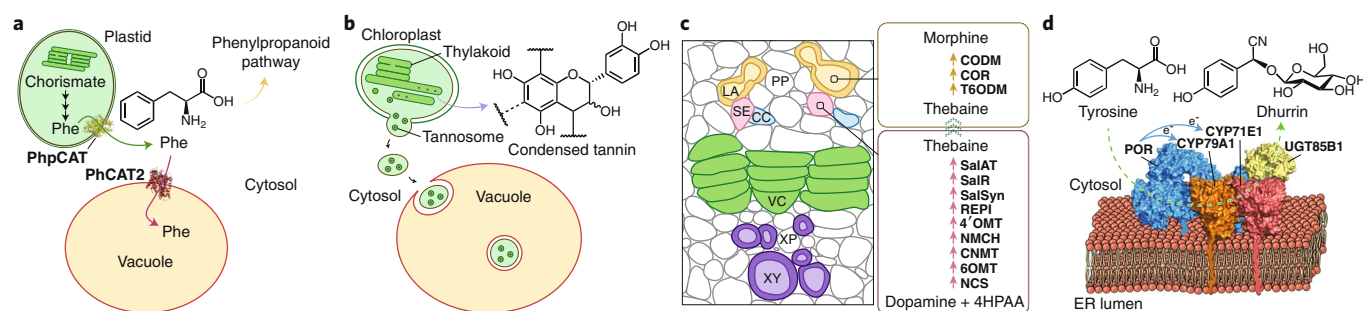 a
Plastid
Chorismate
Phe
PhpCAT
O
OH
NH2
Phenylpropanoid
pathway
Phe
PhCAT2
Cytosol
Phe
Vacuole
b
Chloroplast
Thylakoid
Tannosome
Cytosol
Vacuole
OH
OH
HO
O
OH
OH
Condensed tannin
c
LA
PP
SE
CC
VC
XP
XY
Morphine
CODM
COR
T6ODM
Thebaine
Thebaine
SalAT
SalR
SalSyn
REPI
4′OMT
NMCH
CNMT
6OMT
NCS
Dopamine + 4HPAA
d
O
OH
NH2
HO
Tyrosine
CN
HO
O
O
HO
HO
OH
OH
Dhurrin
e-
e-
CYP71E1
POR
CYP79A1
UGT85B1
Cytosol
ER lumen